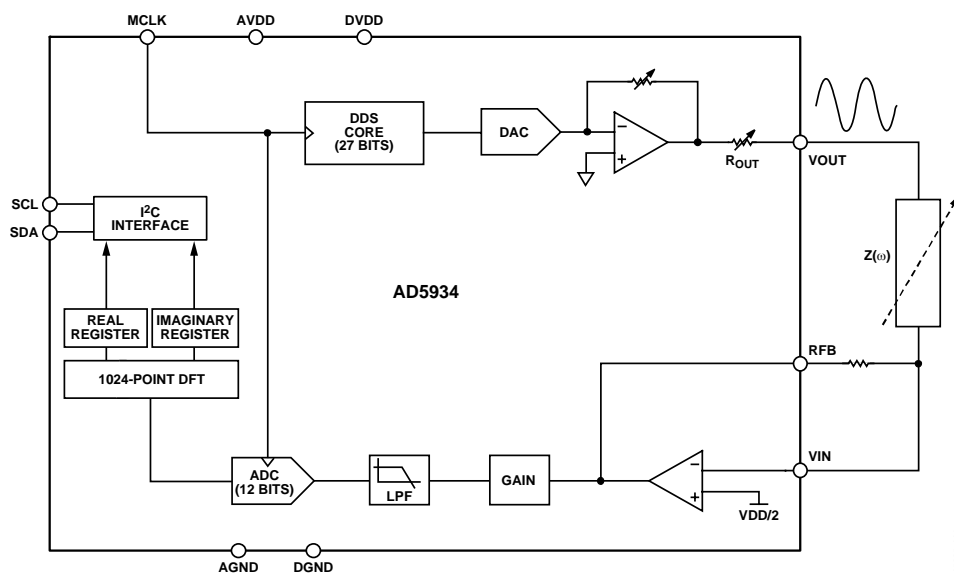 MCLK
AVDD
DVDD
DDS
CORE
(27 BITS)
DAC
−
+
ROUT
VOUT
SCL
SDA
I2C
INTERFACE
Z(ω)
AD5934
REAL
REGISTER
IMAGINARY
REGISTER
1024-POINT DFT
RFB
ADC
(12 BITS)
LPF
GAIN
−
+
VDD/2
VIN
AGND
DGND